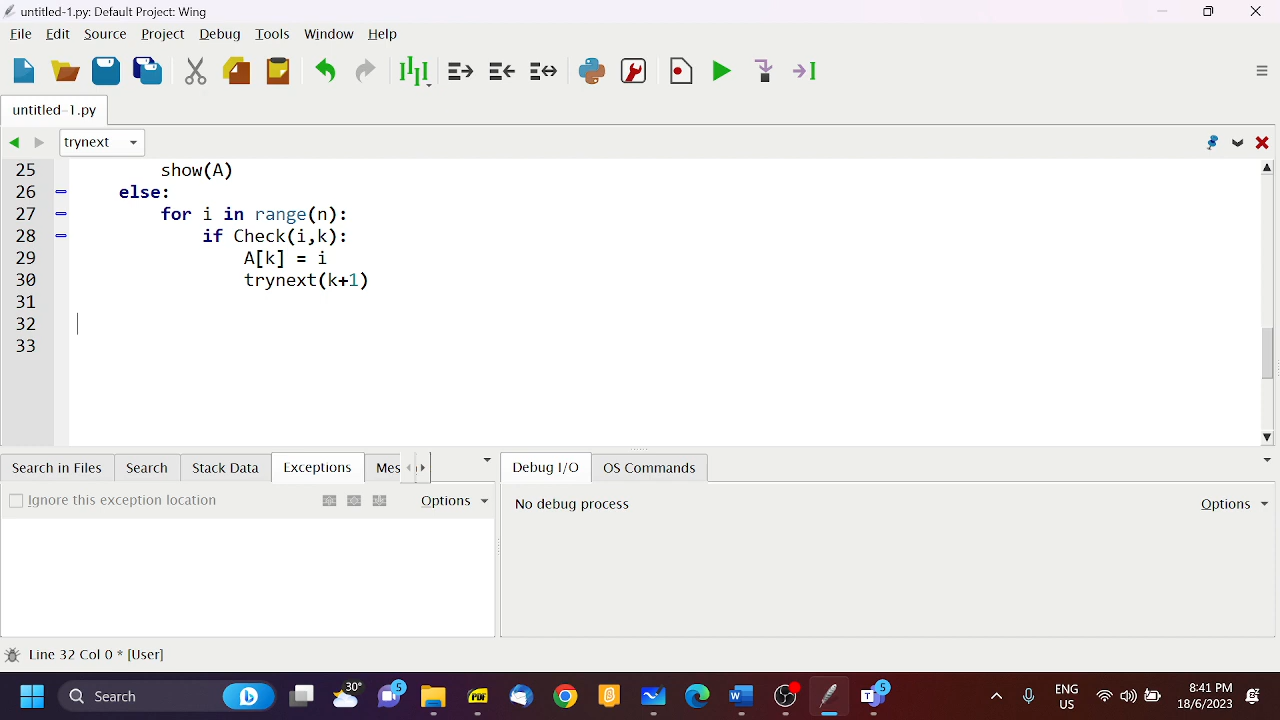 untitled-1.py: Default Project: Wing
File Edit Source Project Debug Tools Window Help
untitled-1.py
trynext
25 show(A)
26 else:
27 for i in range(n):
28 if Check(i,k):
29 A[k] = i
30 trynext(k+1)
31
32
33
Search in Files Search Stack Data Exceptions Mes
Debug I/O OS Commands
Ignore this exception location Options
No debug process Options
Line 32 Col 0 * [User]
Search
30°
5
PDF
5
ENG
US
8:41 PM
18/6/2023